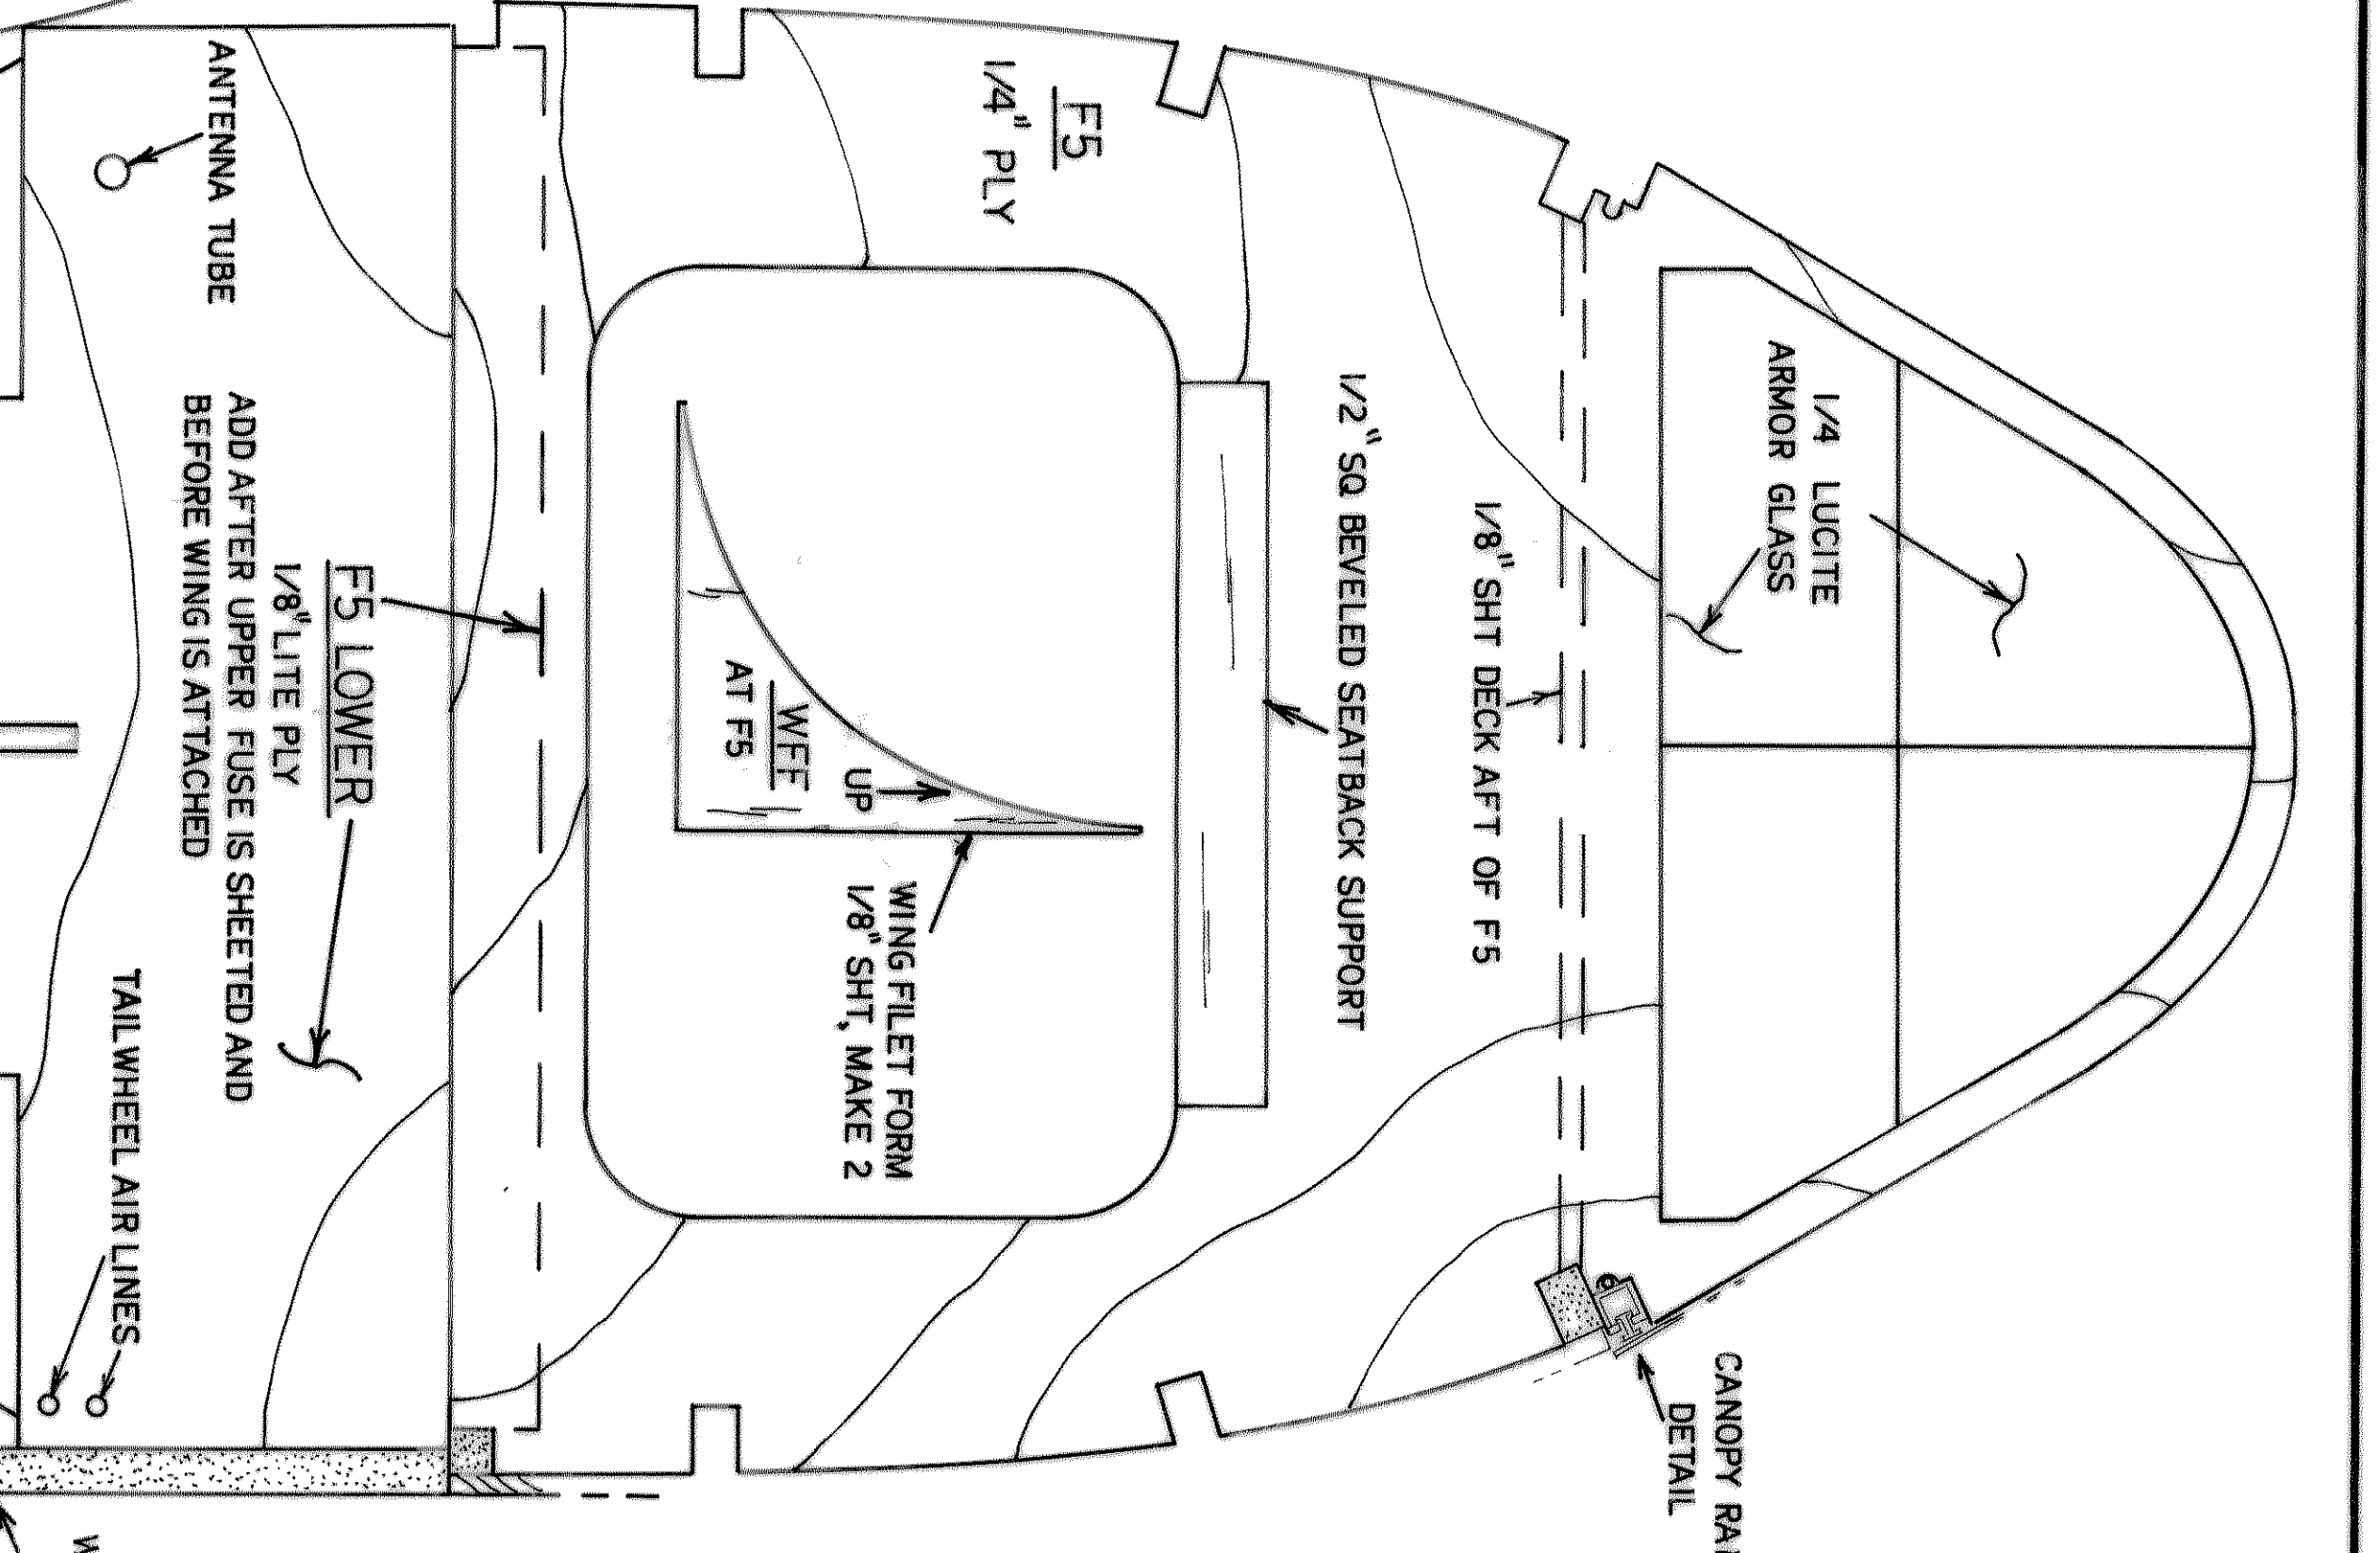 1/4 LUCITE
ARMOR GLASS
CANOPY
DETAIL
1/8" SHT DECK AFT OF F5
1/2" SQ BEVELED SEATBACK SUPPORT
F5
1/4" PLY
WING FILET FORM
1/8" SHT, MAKE 2
UP
WFF
AT F5
F5 LOWER
1/8" LITE PLY
ADD AFTER UPPER FUSE IS SHEETED AND
BEFORE WING IS ATTACHED
ANTENNA TUBE
TAILWHEEL AIR LINES